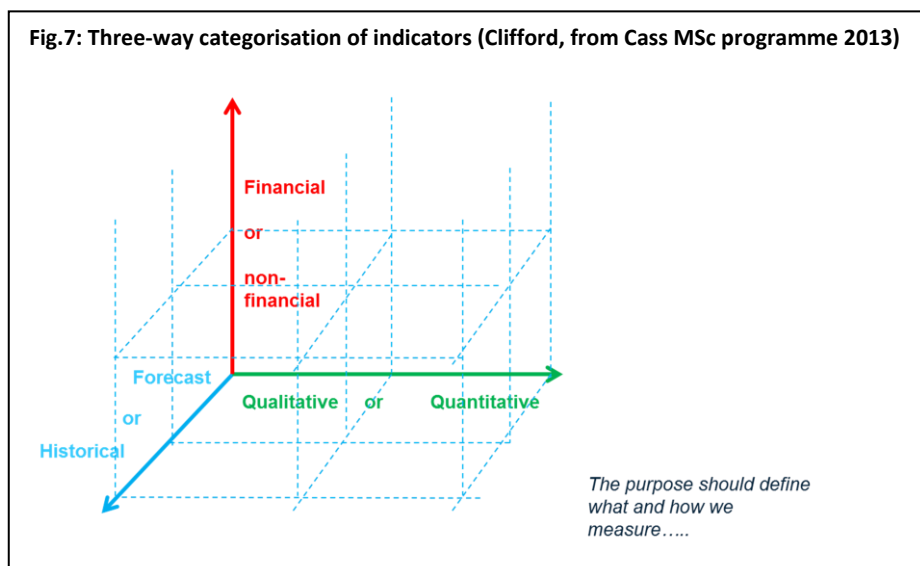 Fig.7: Three-way categorisation of indicators (Clifford, from Cass MSc programme 2013)
Financial
or
non-
financial
Forecast
or
Historical
Qualitative or Quantitative
The purpose should define
what and how we
measure…..